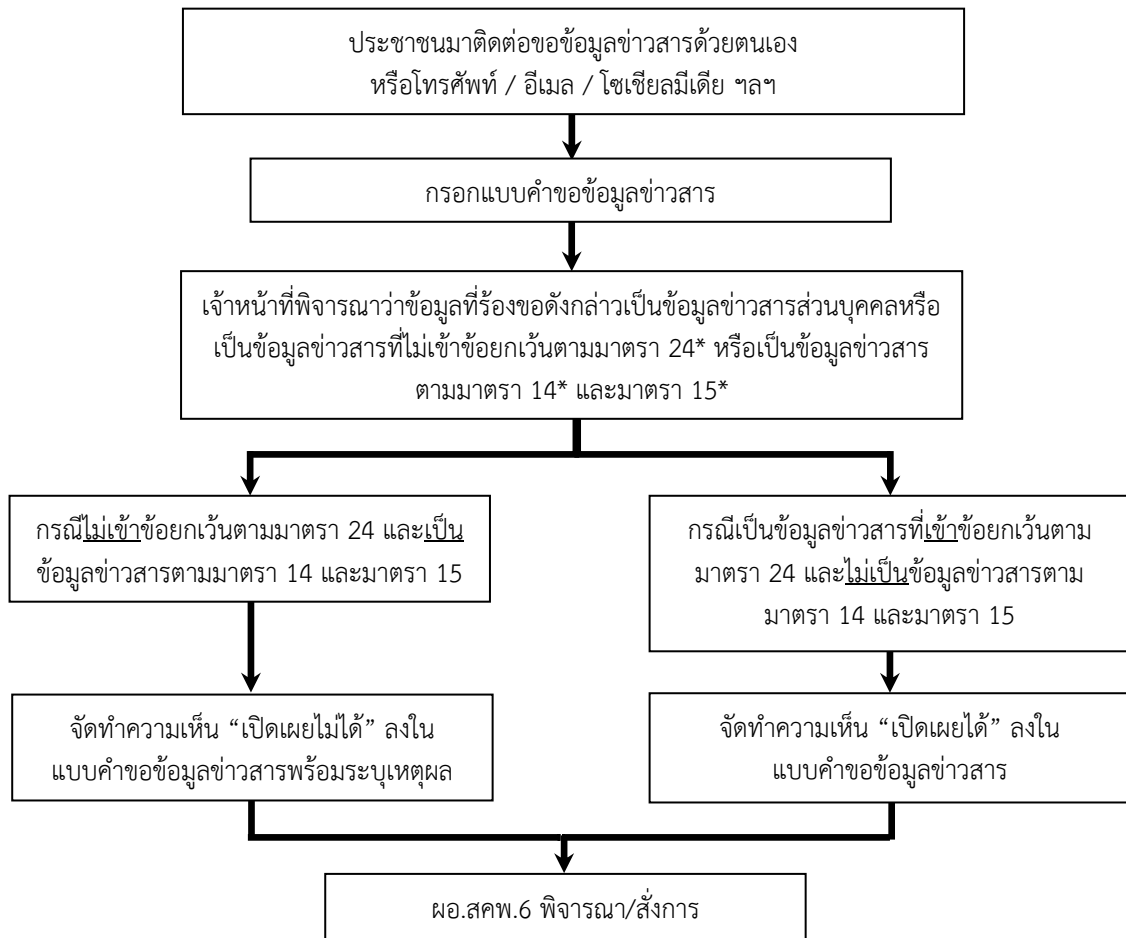 ประชาชนมาติดต่อขอข้อมูลข่าวสารด้วยตนเอง
หรือโทรศัพท์ / อีเมล / โซเชียลมีเดีย ฯลฯ
กรอกแบบคำขอข้อมูลข่าวสาร
เจ้าหน้าที่พิจารณาว่าข้อมูลที่ร้องขอดังกล่าวเป็นข้อมูลข่าวสารส่วนบุคคลหรือ
เป็นข้อมูลข่าวสารที่ไม่เข้าข้อยกเว้นตามมาตรา 24* หรือเป็นข้อมูลข่าวสาร
ตามมาตรา 14* และมาตรา 15*
กรณีไม่เข้าข้อยกเว้นตามมาตรา 24 และเป็น
ข้อมูลข่าวสารตามมาตรา 14 และมาตรา 15
กรณีเป็นข้อมูลข่าวสารที่เข้าข้อยกเว้นตาม
มาตรา 24 และไม่เป็นข้อมูลข่าวสารตาม
มาตรา 14 และมาตรา 15
จัดทำความเห็น “เปิดเผยไม่ได้” ลงใน
แบบคำขอข้อมูลข่าวสารพร้อมระบุเหตุผล
จัดทำความเห็น “เปิดเผยได้” ลงใน
แบบคำขอข้อมูลข่าวสาร
ผอ.สคพ.6 พิจารณา/สั่งการ